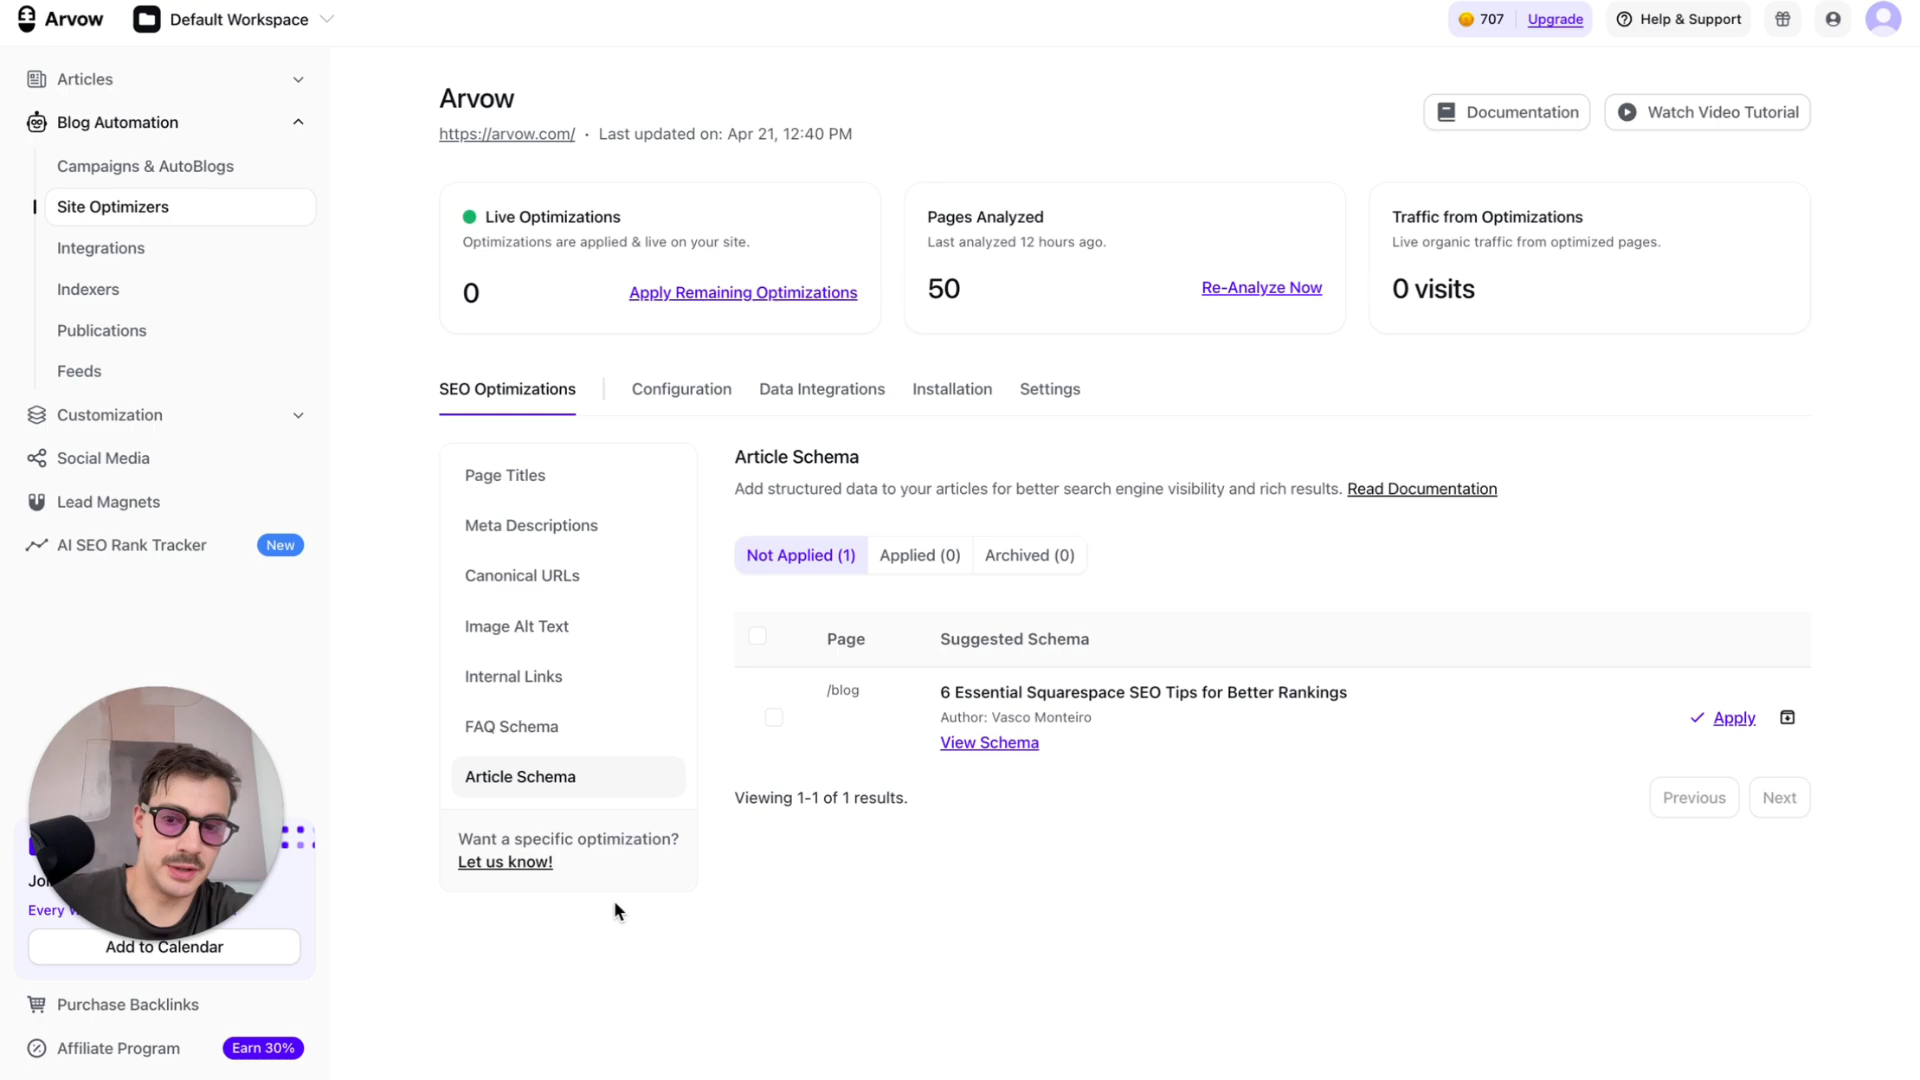 Arvow
Default Workspace
707
Upgrade
Help & Support
Articles
Blog Automation
Campaigns & AutoBlogs
Site Optimizers
Integrations
Indexers
Publications
Feeds
Customization
Social Media
Lead Magnets
AI SEO Rank Tracker
New
Every
Add to Calendar
Purchase Backlinks
Affiliate Program
Earn 30%
Arvow
https://arvow.com/ · Last updated on: Apr 21, 12:40 PM
Documentation
Watch Video Tutorial
Live Optimizations
Optimizations are applied & live on your site.
0
Apply Remaining Optimizations
Pages Analyzed
Last analyzed 12 hours ago.
50
Re-Analyze Now
Traffic from Optimizations
Live organic traffic from optimized pages.
0 visits
SEO Optimizations
Configuration
Data Integrations
Installation
Settings
Page Titles
Meta Descriptions
Canonical URLs
Image Alt Text
Internal Links
FAQ Schema
Article Schema
Want a specific optimization?
Let us know!
Article Schema
Add structured data to your articles for better search engine visibility and rich results. Read Documentation
Not Applied (1)
Applied (0)
Archived (0)
Page
Suggested Schema
/blog
6 Essential Squarespace SEO Tips for Better Rankings
Author: Vasco Monteiro
View Schema
Apply
Viewing 1-1 of 1 results.
Previous
Next